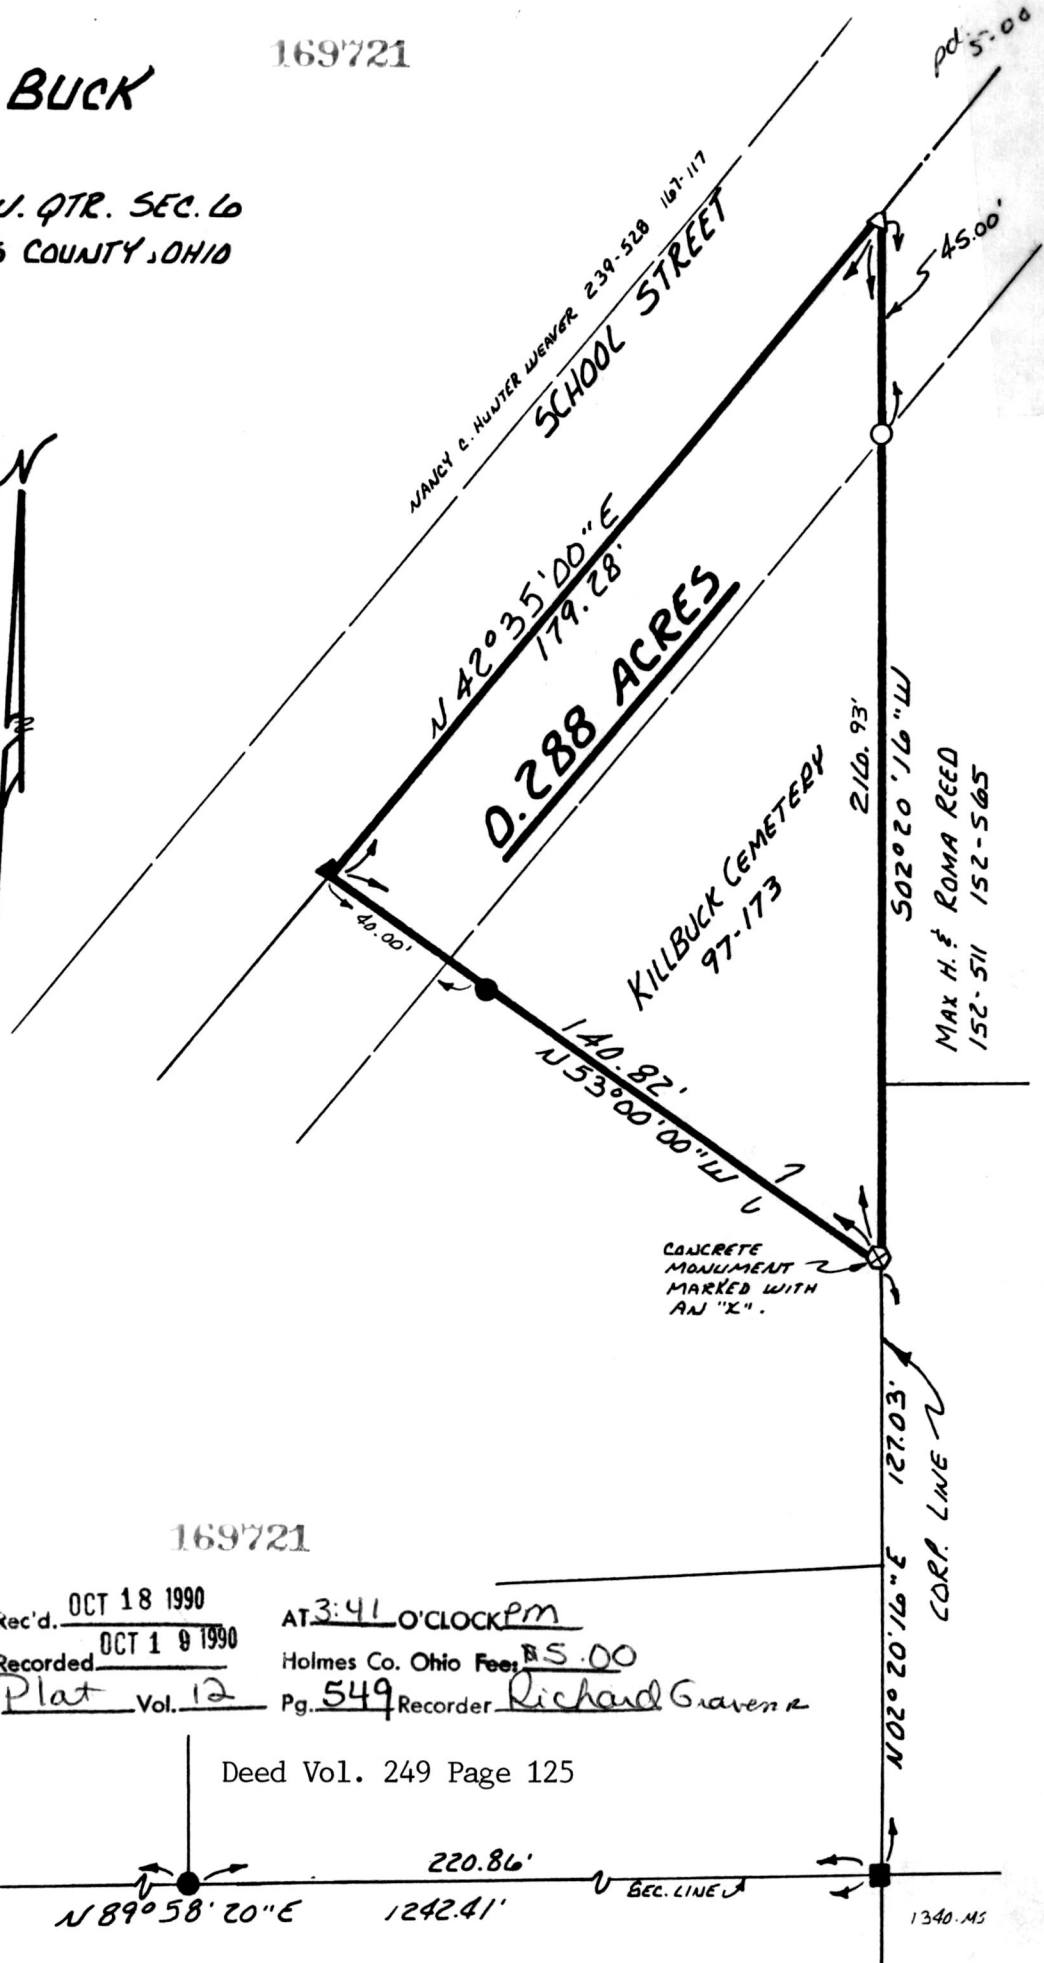 169721
pd 5.00
BUCK
W. QTR. SEC. 6
S COUNTY, OHIO
N
NANCY C. HUNTER WEAVER 239-528 167-117
SCHOOL STREET
45.00'
N 42°35'00" E
179.28'
0.288 ACRES
KILLBUCK CEMETERY
97-173
216.93'
S02°20'16"W
MAX H. & ROMA REED
152-511 152-565
40.00'
140.82'
N53°00'00"W
CONCRETE
MONUMENT
MARKED WITH
AN "X".
127.03'
N02°20'16"E
CORP. LINE
169721
Rec'd. OCT 18 1990 AT 3:41 O'CLOCK PM
Recorded OCT 19 1990 Holmes Co. Ohio Fee: $5.00
Plat Vol. 12 Pg. 549 Recorder Richard Graven
Deed Vol. 249 Page 125
220.86'
N89°58'20"E 1242.41' SEC. LINE
1340.MS